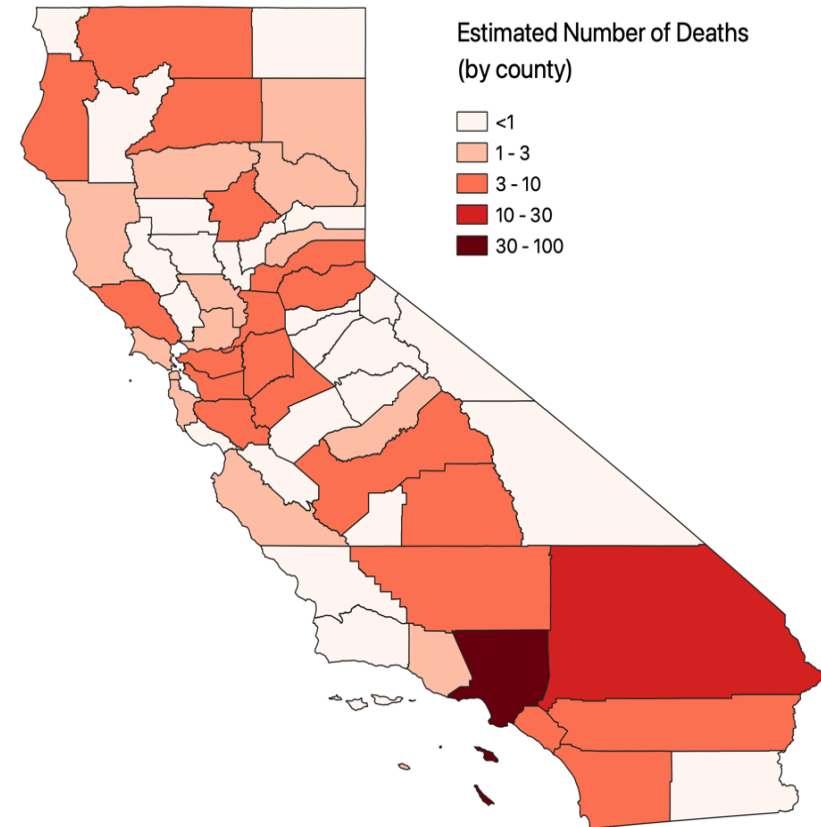 Estimated Number of Deaths
(by county)
<1
1 - 3
3 - 10
10 - 30
30 - 100